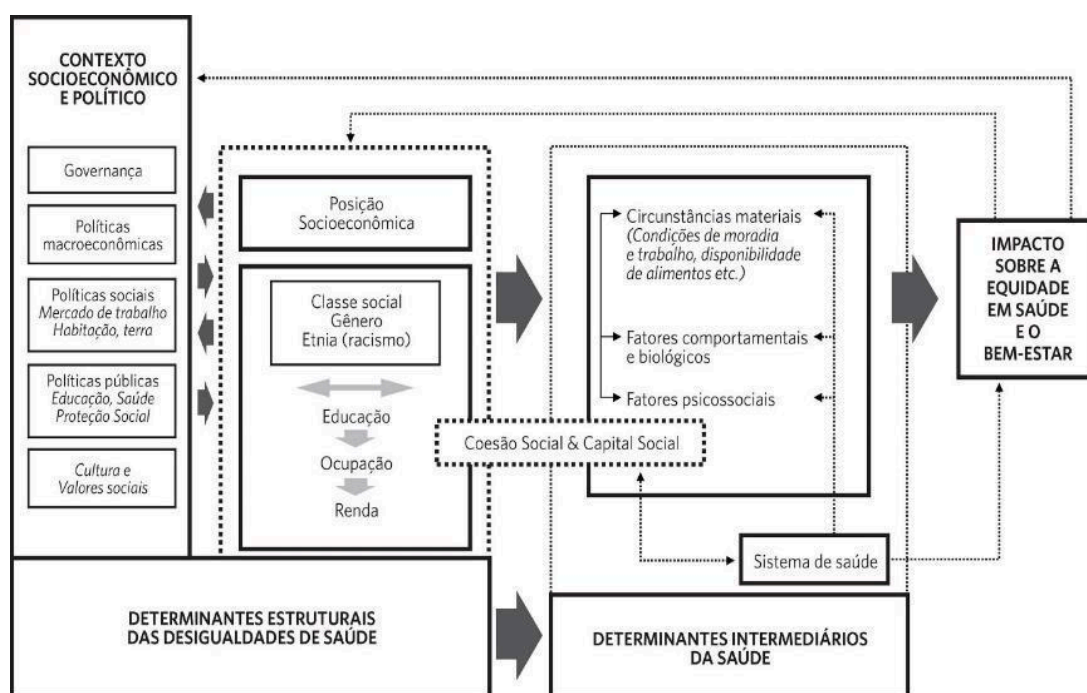 CONTEXTO
SOCIOECONÔMICO
E POLÍTICO
Governança
Políticas
macroeconômicas
Políticas sociais
Mercado de trabalho
Habitação, terra
Políticas públicas
Educação, Saúde
Proteção Social
Cultura e
Valores sociais
Posição
Socioeconômica
Classe social
Gênero
Etnia (racismo)
Educação
Ocupação
Renda
Coesão Social & Capital Social
Circunstâncias materiais
(Condições de moradia
e trabalho, disponibilidade
de alimentos etc.)
Fatores comportamentais
e biológicos
Fatores psicossociais
Sistema de saúde
IMPACTO
SOBRE A
EQUIDADE
EM SAÚDE
E O
BEM-ESTAR
DETERMINANTES ESTRUTURAIS
DAS DESIGUALDADES DE SAÚDE
DETERMINANTES INTERMEDIÁRIOS
DA SAÚDE